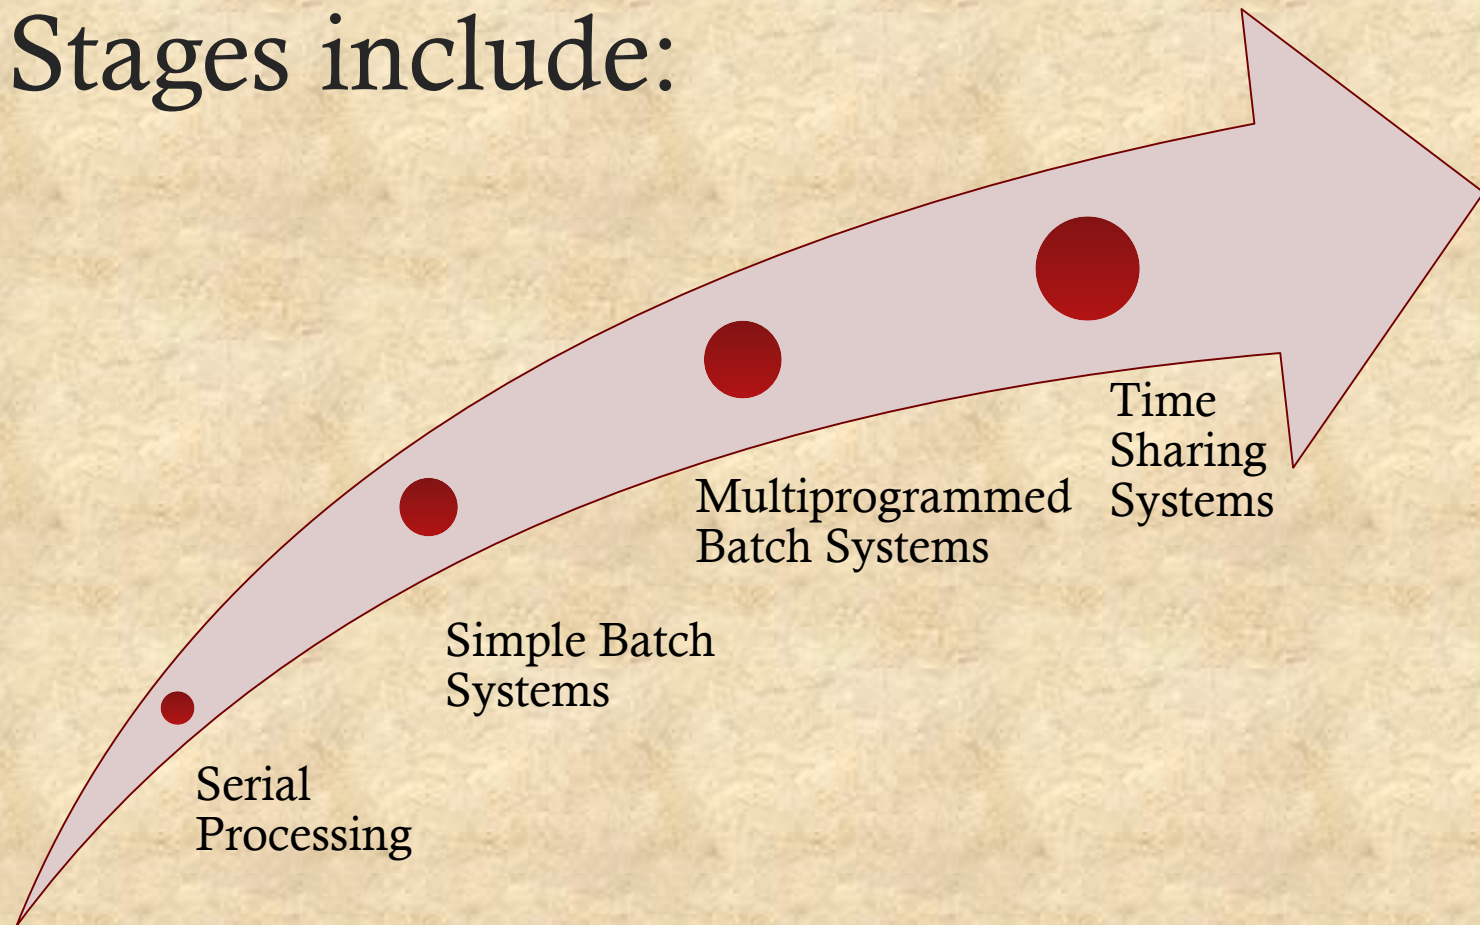 Stages include:
Serial
Processing
Simple Batch
Systems
Multiprogrammed
Batch Systems
Time
Sharing
Systems